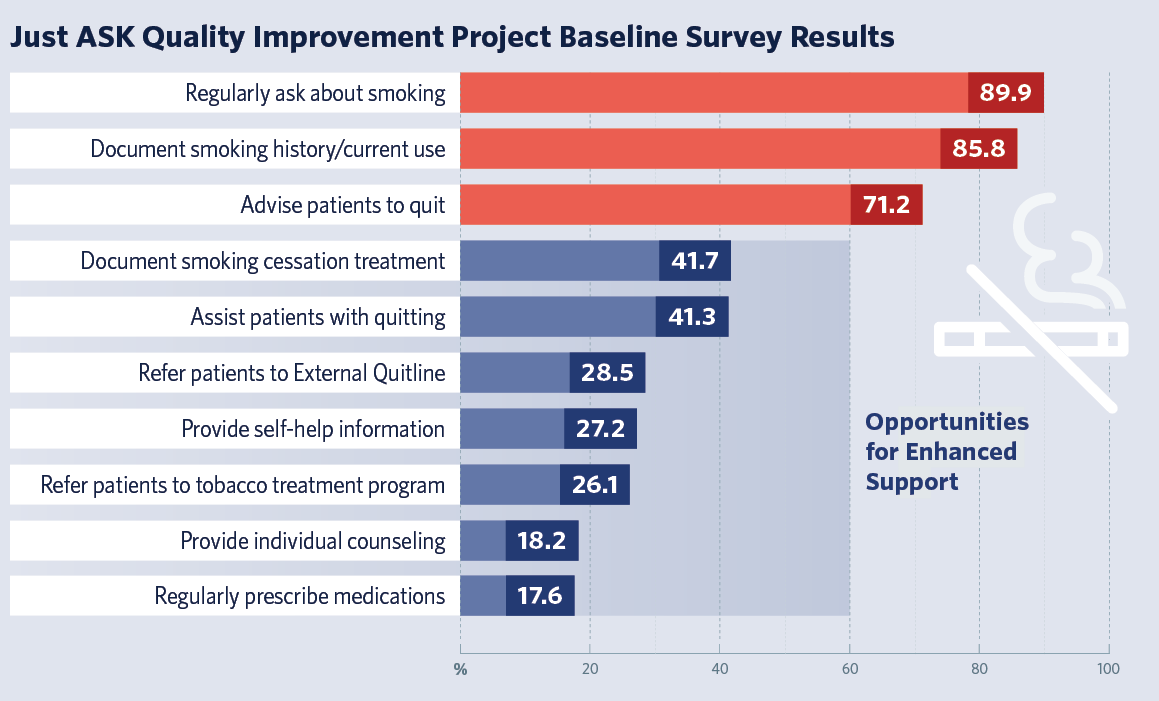 Just ASK Quality Improvement Project Baseline Survey Results
Regularly ask about smoking 89.9
Document smoking history/current use 85.8
Advise patients to quit 71.2
Document smoking cessation treatment 41.7
Assist patients with quitting 41.3
Refer patients to External Quitline 28.5
Provide self-help information 27.2
Refer patients to tobacco treatment program 26.1
Provide individual counseling 18.2
Regularly prescribe medications 17.6
Opportunities
for Enhanced
Support
% 20 40 60 80 100